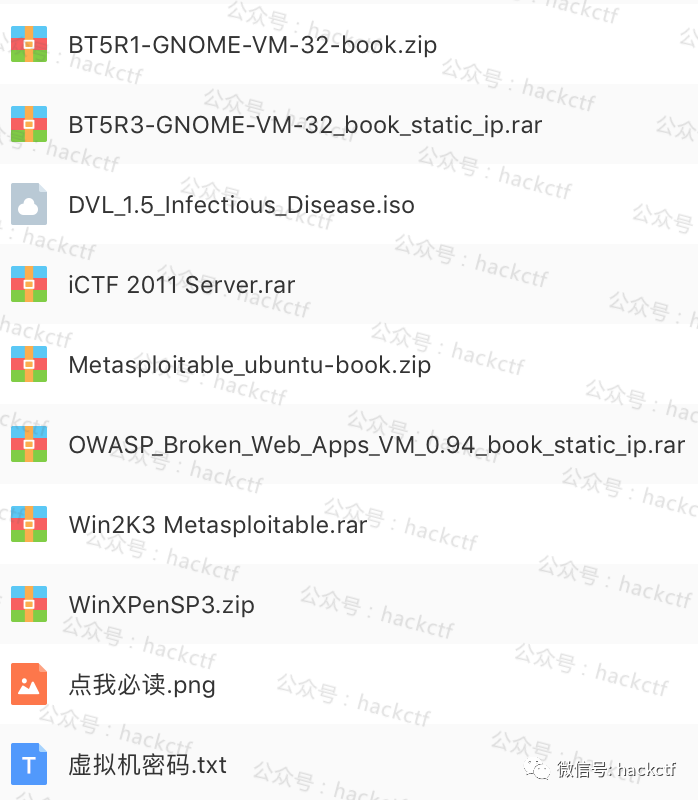 BT5R1-GNOME-VM-32-book.zip
BT5R3-GNOME-VM-32_book_static_ip.rar
DVL_1.5_Infectious_Disease.iso
iCTF 2011 Server.rar
Metasploitable_ubuntu-book.zip
OWASP_Broken_Web_Apps_VM_0.94_book_static_ip.rar
Win2K3 Metasploitable.rar
WinXPenSP3.zip
点我必读.png
虚拟机密码.txt
微信号: hackctf
公众号：hackctf